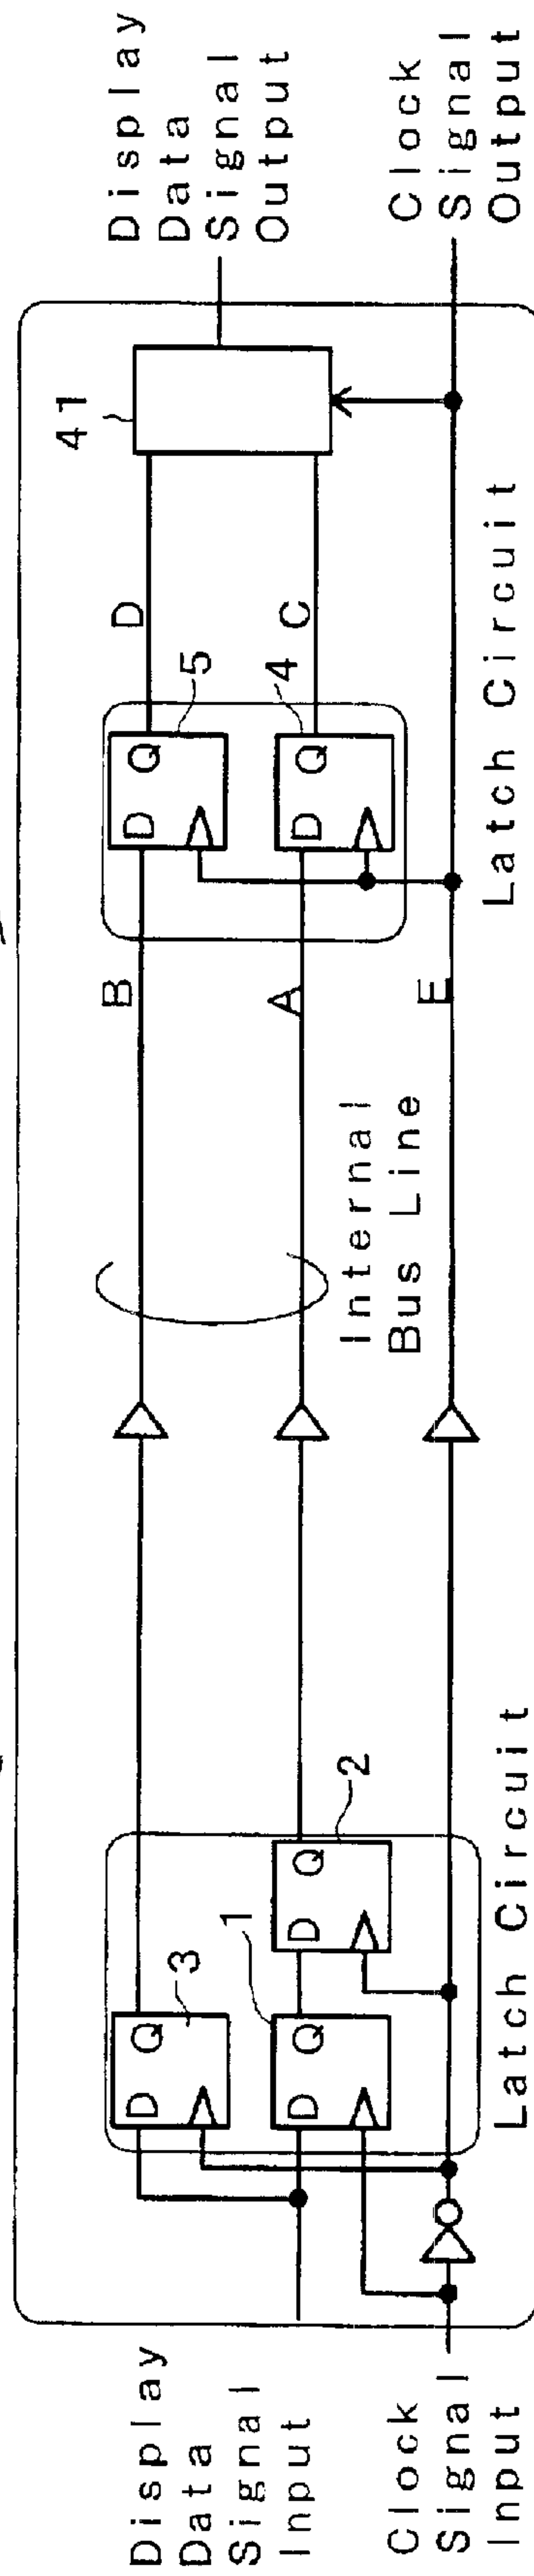 Display
Data
Signal
Input
Clock
Signal
Input
D Q
3
D Q
1
D Q
2
Latch Circuit
Internal
Bus Line
B
A
E
D Q
5
D Q
4
Latch Circuit
D
C
41
Display
Data
Signal
Output
Clock
Signal
Output